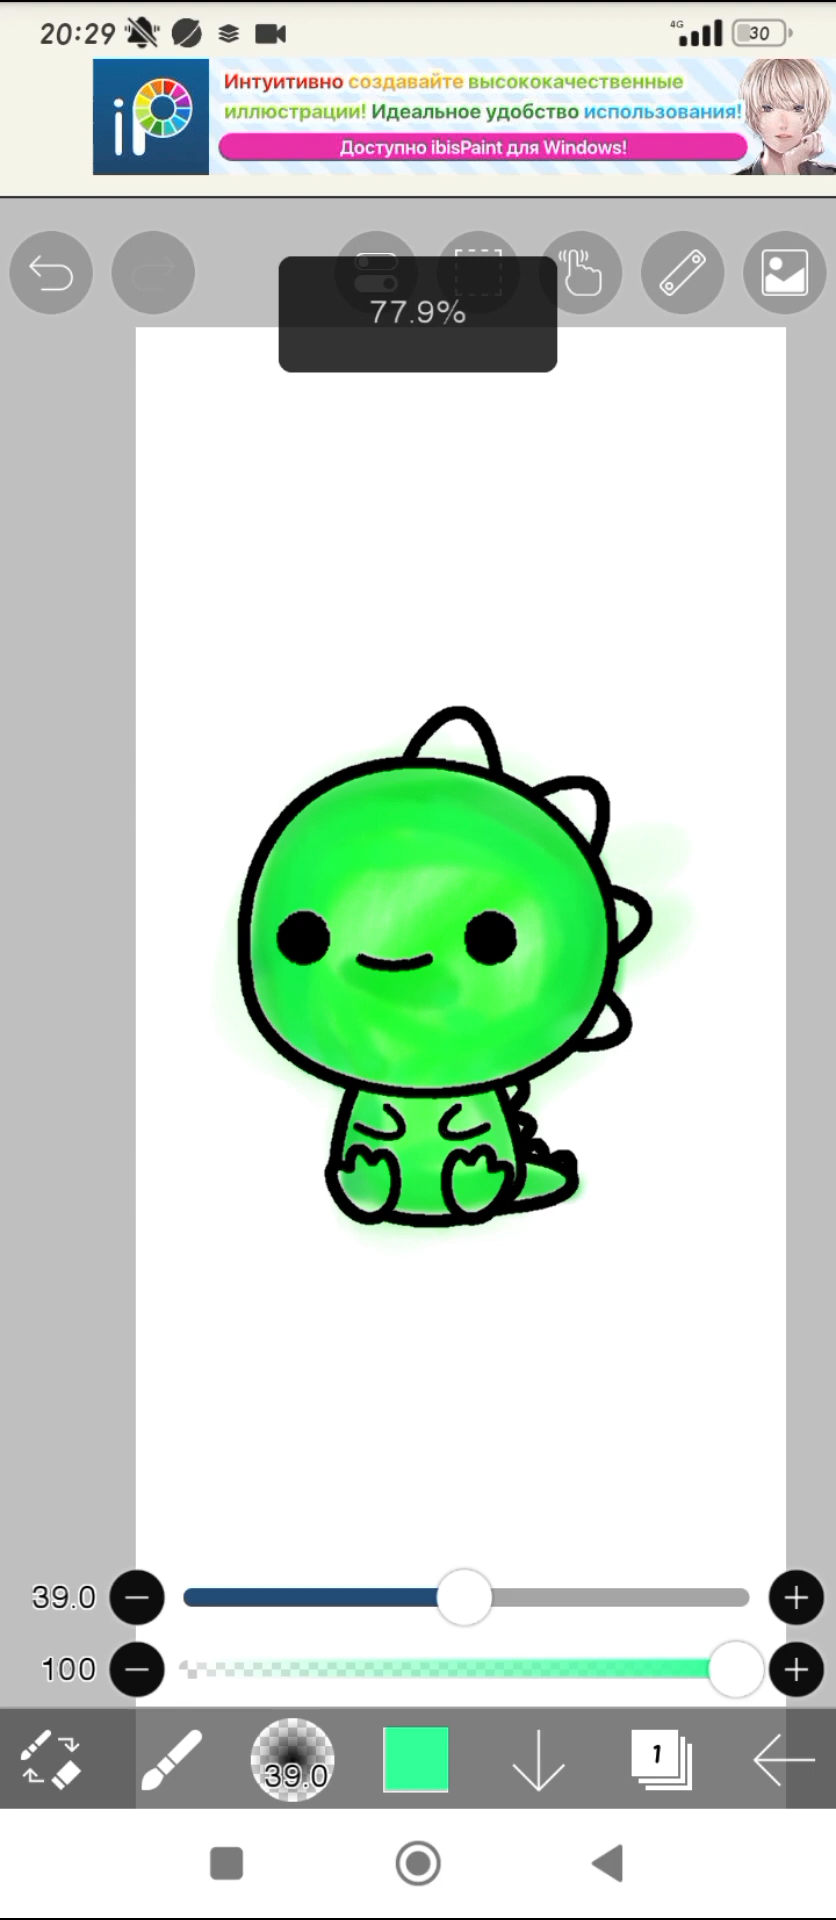 20:29
4G
30
iP
Интуитивно создавайте высококачественные
иллюстрации! Идеальное удобство использования!
Доступно ibisPaint для Windows!
77.9%
39.0
100
39.0
1